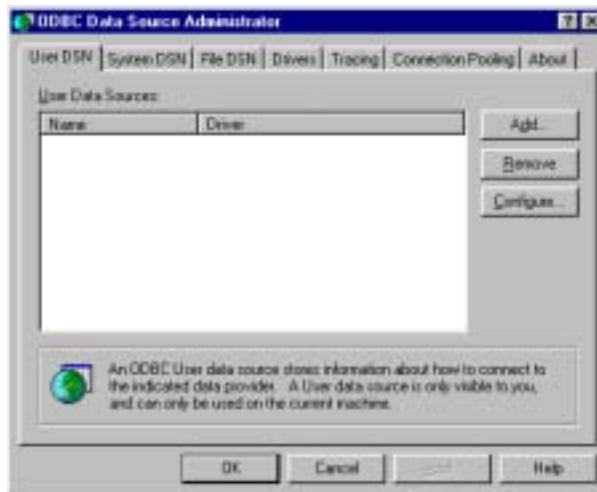 ODBC Data Source Administrator
User DSN System DSN File DSN Drivers Tracing Connection Pooling About
User Data Sources:
Name Driver
Add...
Remove
Configure...
An ODBC User data source stores information about how to connect to
the indicated data provider. A User data source is only visible to you,
and can only be used on the current machine.
OK Cancel Help